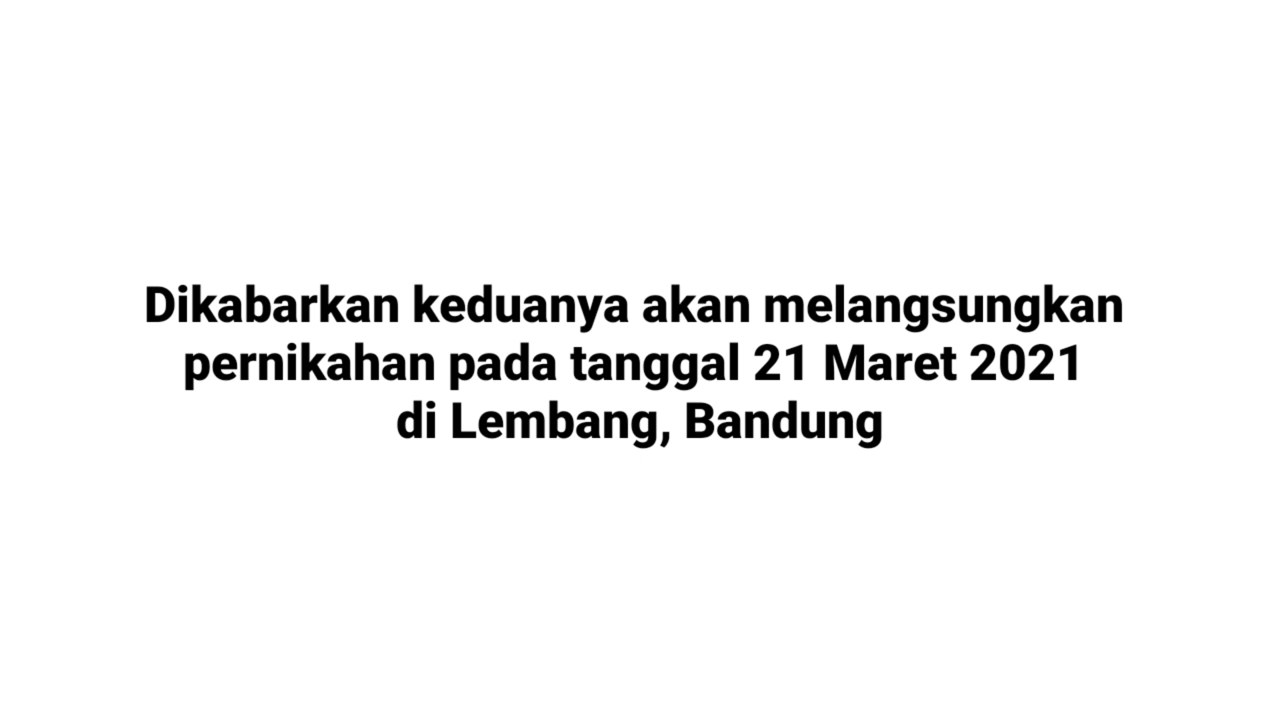 Dikabarkan keduanya akan melangsungkan
pernikahan pada tanggal 21 Maret 2021
di Lembang, Bandung